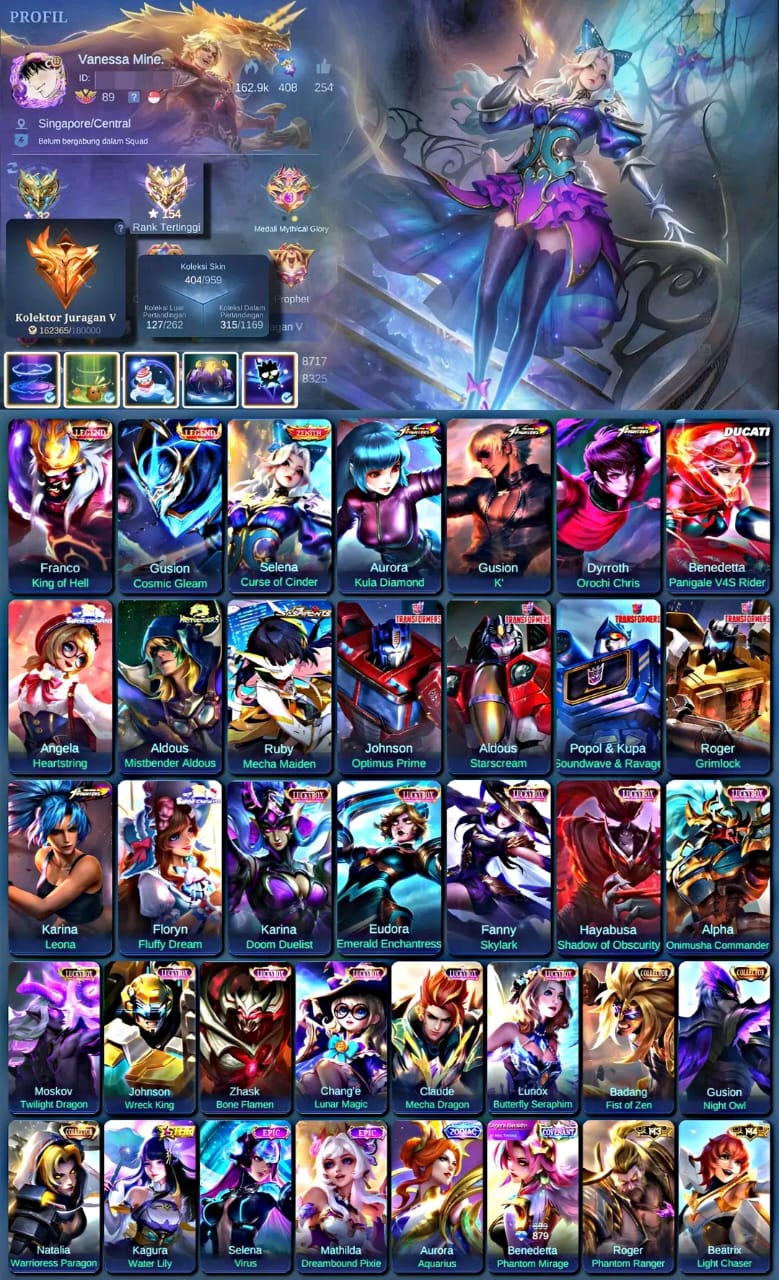 PROFIL
Vanessa Mine.
ID:
89
?
162.9k 408 254
Singapore/Central
Belum bergabung dalam Squad
154
Rank Tertinggi
Medali Mythical Glory
?
Kolektor Juragan V
162365/180000
Koleksi Skin
404/959
Koleksi Luar Pertandingan
127/262
Koleksi Dalam Pertandingan
315/1169
Prophet
8717
8325
LEGEND
Franco
King of Hell
LEGEND
Gusion
Cosmic Gleam
ZENITH
Selena
Curse of Cinder
Aurora
Kula Diamond
Gusion
K'
Dyrroth
Orochi Chris
DUCATI
Benedetta
Panigale V4S Rider
Angela
Heartstring
Aldous
Mistbender Aldous
Ruby
Mecha Maiden
TRANSFORMERS
Johnson
Optimus Prime
TRANSFORMERS
Aldous
Starscream
TRANSFORMERS
Popol & Kupa
Soundwave & Ravage
TRANSFORMERS
Roger
Grimlock
Karina
Leona
Floryn
Fluffy Dream
LUCKYBOX
Karina
Doom Duelist
LUCKYBOX
Eudora
Emerald Enchantress
LUCKYBOX
Fanny
Skylark
LUCKYBOX
Hayabusa
Shadow of Obscurity
LUCKYBOX
Alpha
Onimusha Commander
LUCKYBOX
Moskov
Twilight Dragon
LUCKYBOX
Johnson
Wreck King
LUCKYBOX
Zhask
Bone Flamen
LUCKYBOX
Chang'e
Lunar Magic
LUCKYBOX
Claude
Mecha Dragon
LUCKYBOX
Lunox
Butterfly Seraphim
COLLECTOR
Badang
Fist of Zen
COLLECTOR
Gusion
Night Owl
COLLECTOR
Natalia
Warrioress Paragon
515
Kagura
Water Lily
EPIC
Selena
Virus
EPIC
Mathilda
Dreambound Pixie
ZODIAC
Aurora
Aquarius
COVENANT
879
Benedetta
Phantom Mirage
M3
Roger
Phantom Ranger
M4
Beatrix
Light Chaser